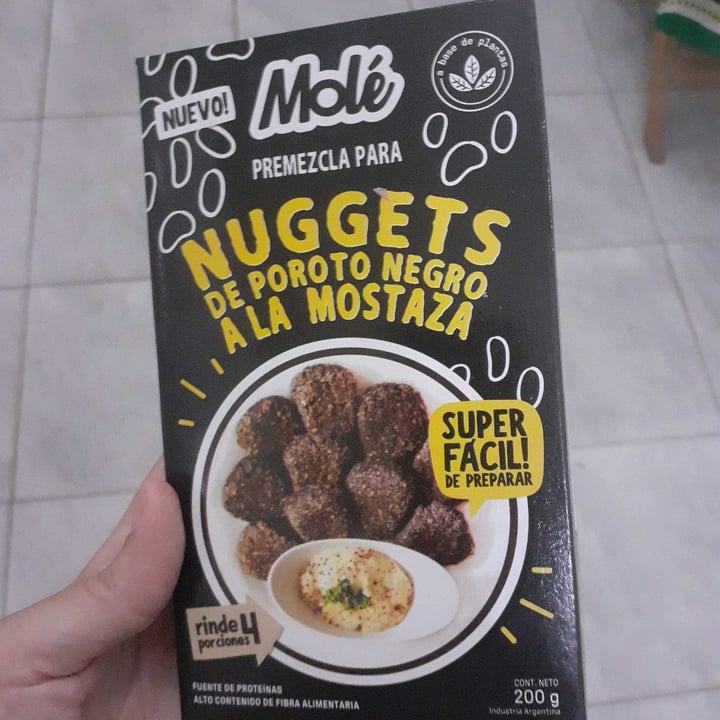 NUEVO!
Molé
a base de plantas
PREMEZCLA PARA
NUGGETS
DE POROTO NEGRO
A LA MOSTAZA
SUPER
FÁCIL!
DE PREPARAR
rinde 4
porciones
FUENTE DE PROTEÍNAS
ALTO CONTENIDO DE FIBRA ALIMENTARIA
CONT. NETO
200 g
Industria Argentina